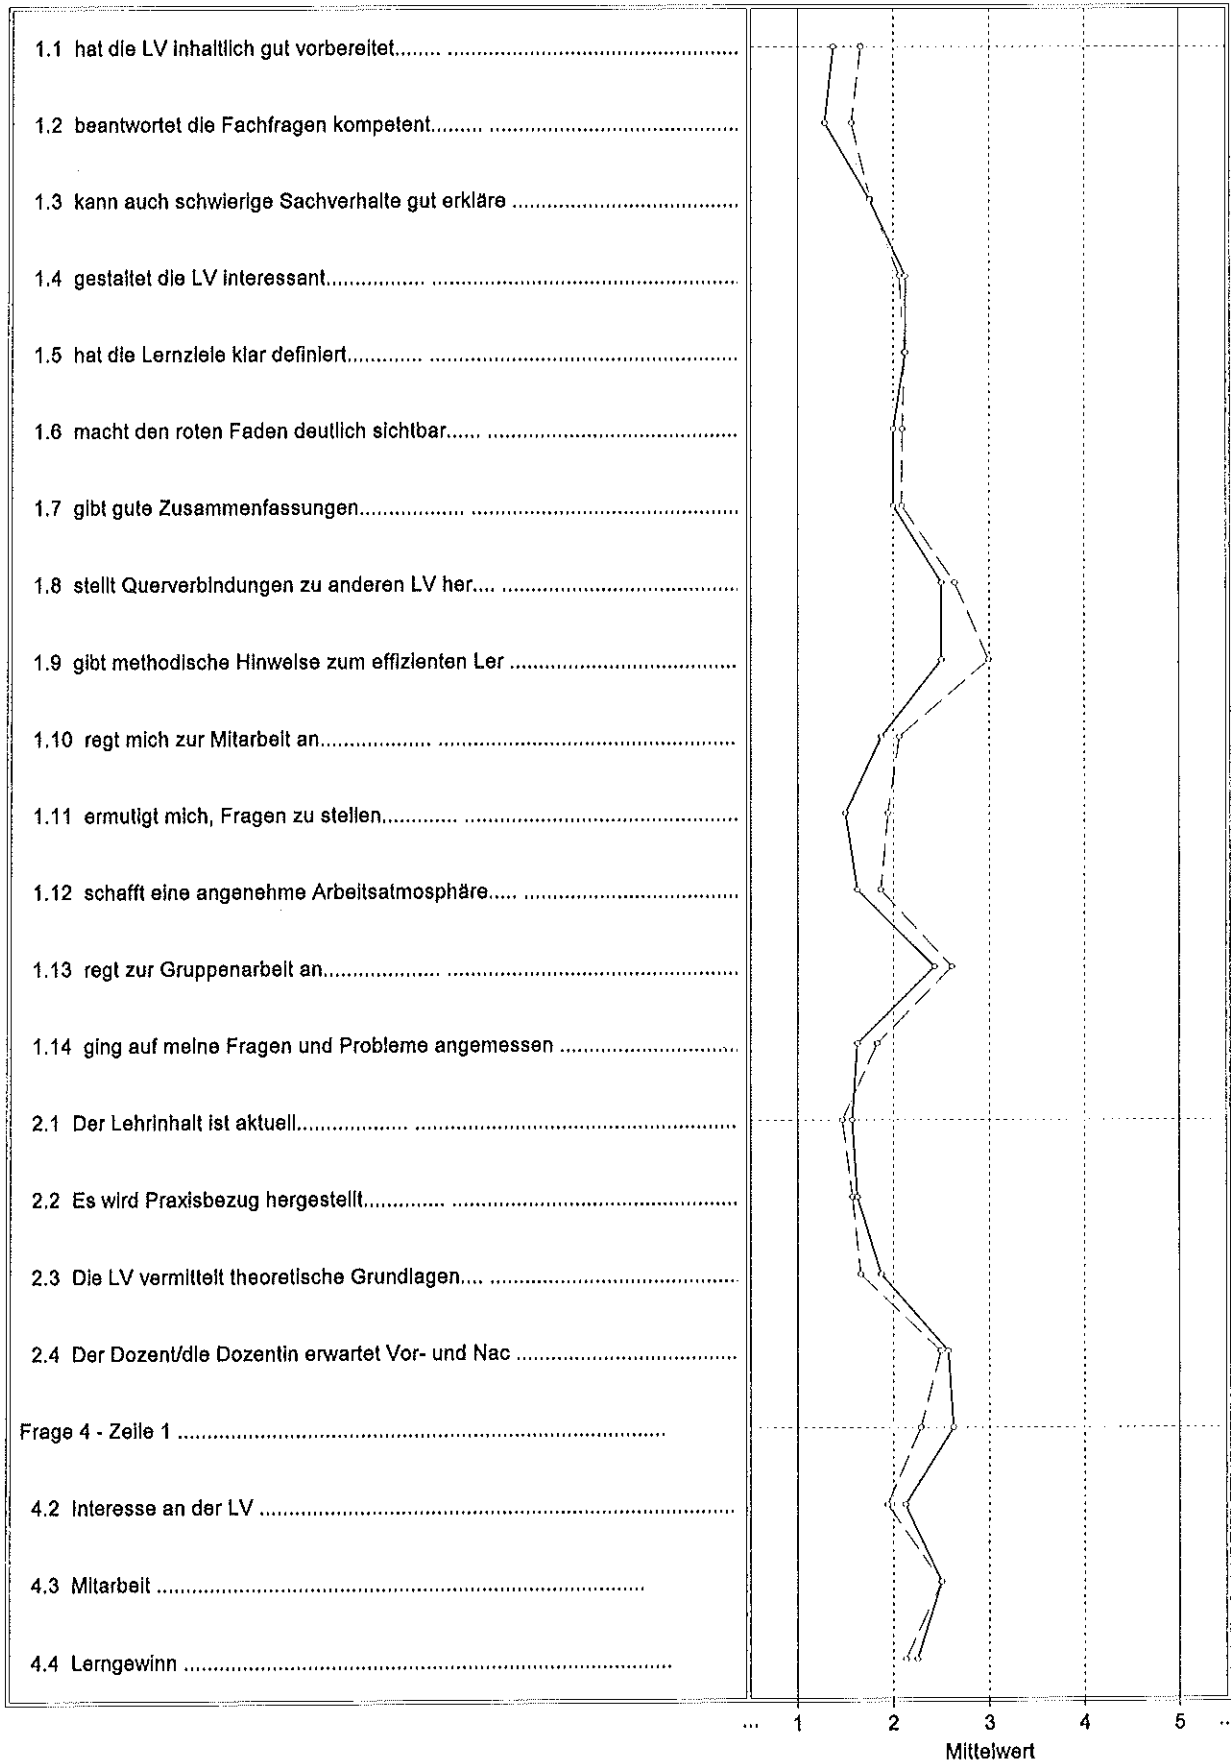 1.1 hat die LV inhaltlich gut vorbereitet........ ..........................................................
1.2 beantwortet die Fachfragen kompetent......... .................................................
1.3 kann auch schwierige Sachverhalte gut erkläre .............................................
1.4 gestaltet die LV interessant................ .............................................................
1.5 hat die Lernziele klar definiert............ .............................................................
1.6 macht den roten Faden deutlich sichtbar...... ..................................................
1.7 gibt gute Zusammenfassungen................. .....................................................
1.8 stellt Querverbindungen zu anderen LV her.... ...............................................
1.9 gibt methodische Hinweise zum effizienten Ler .............................................
1.10 regt mich zur Mitarbeit an.................. ............................................................
1.11 ermutigt mich, Fragen zu stellen............ .......................................................
1.12 schafft eine angenehme Arbeitsatmosphäre..... ...........................................
1.13 regt zur Gruppenarbeit an................... ..........................................................
1.14 ging auf meine Fragen und Probleme angemessen ....................................
2.1 Der Lehrinhalt ist aktuell.................. .................................................................
2.2 Es wird Praxisbezug hergestellt............. .........................................................
2.3 Die LV vermittelt theoretische Grundlagen.... .................................................
2.4 Der Dozent/die Dozentin erwartet Vor- und Nac ............................................
Frage 4 - Zeile 1 ..................................................................................................
4.2 Interesse an der LV ................................................................................................
4.3 Mitarbeit ..................................................................................................
4.4 Lerngewinn ..................................................................................................
... 1 2 3 4 5 ..
Mittelwert